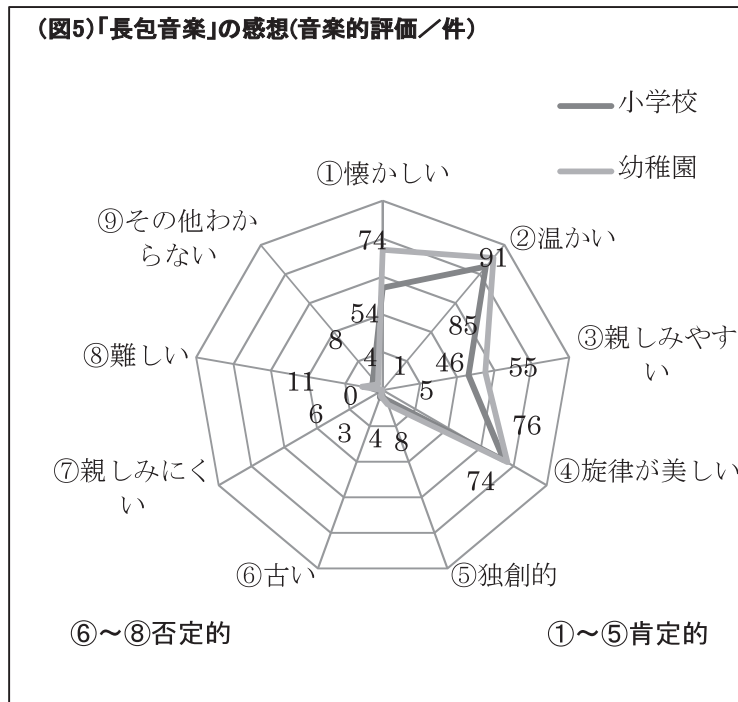 (図5)「長包音楽」の感想(音楽的評価／件)
小学校
幼稚園
①懐かしい
②温かい
③親しみやす
い
④旋律が美しい
⑤独創的
⑥古い
⑦親しみにく
い
⑧難しい
⑨その他わか
らない
74
91
54
85
8
4
1
46
55
11
0
5
6
76
3
4
8
74
⑥～⑧否定的
①～⑤肯定的